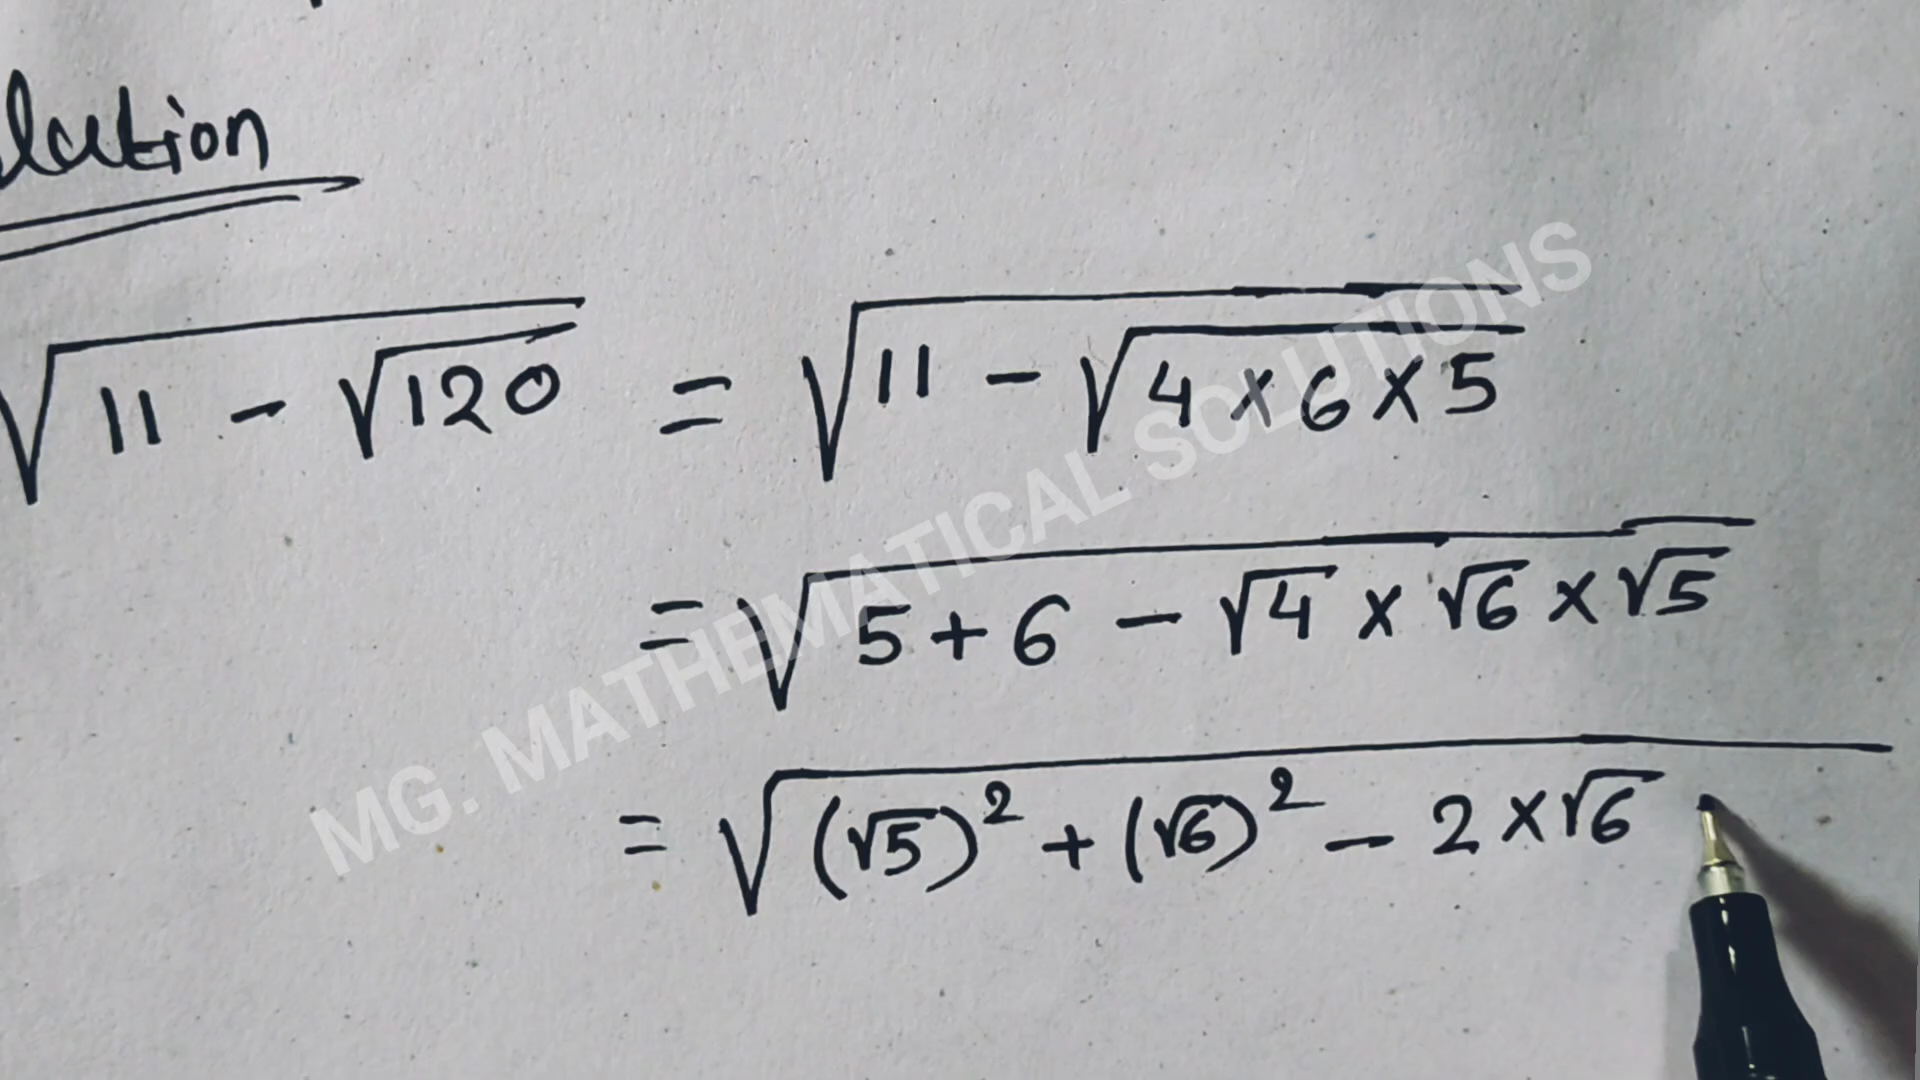 lation
√(11 - √120) = √(11 - √(4 × 6 × 5))
= √(5 + 6 - √4 × √6 × √5)
= √((√5)² + (√6)² - 2 × √6
MG. MATHEMATICAL SOLUTIONS